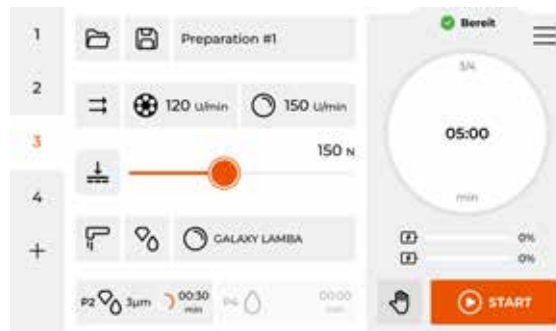 1
2
3
4
+
Preparation #1
120 U/min
150 U/min
150 N
GALAXY LAMBA
P2
3µm
00:30
min
P4
00:00
min
Bereit
3/4
05:00
min
0%
0%
START